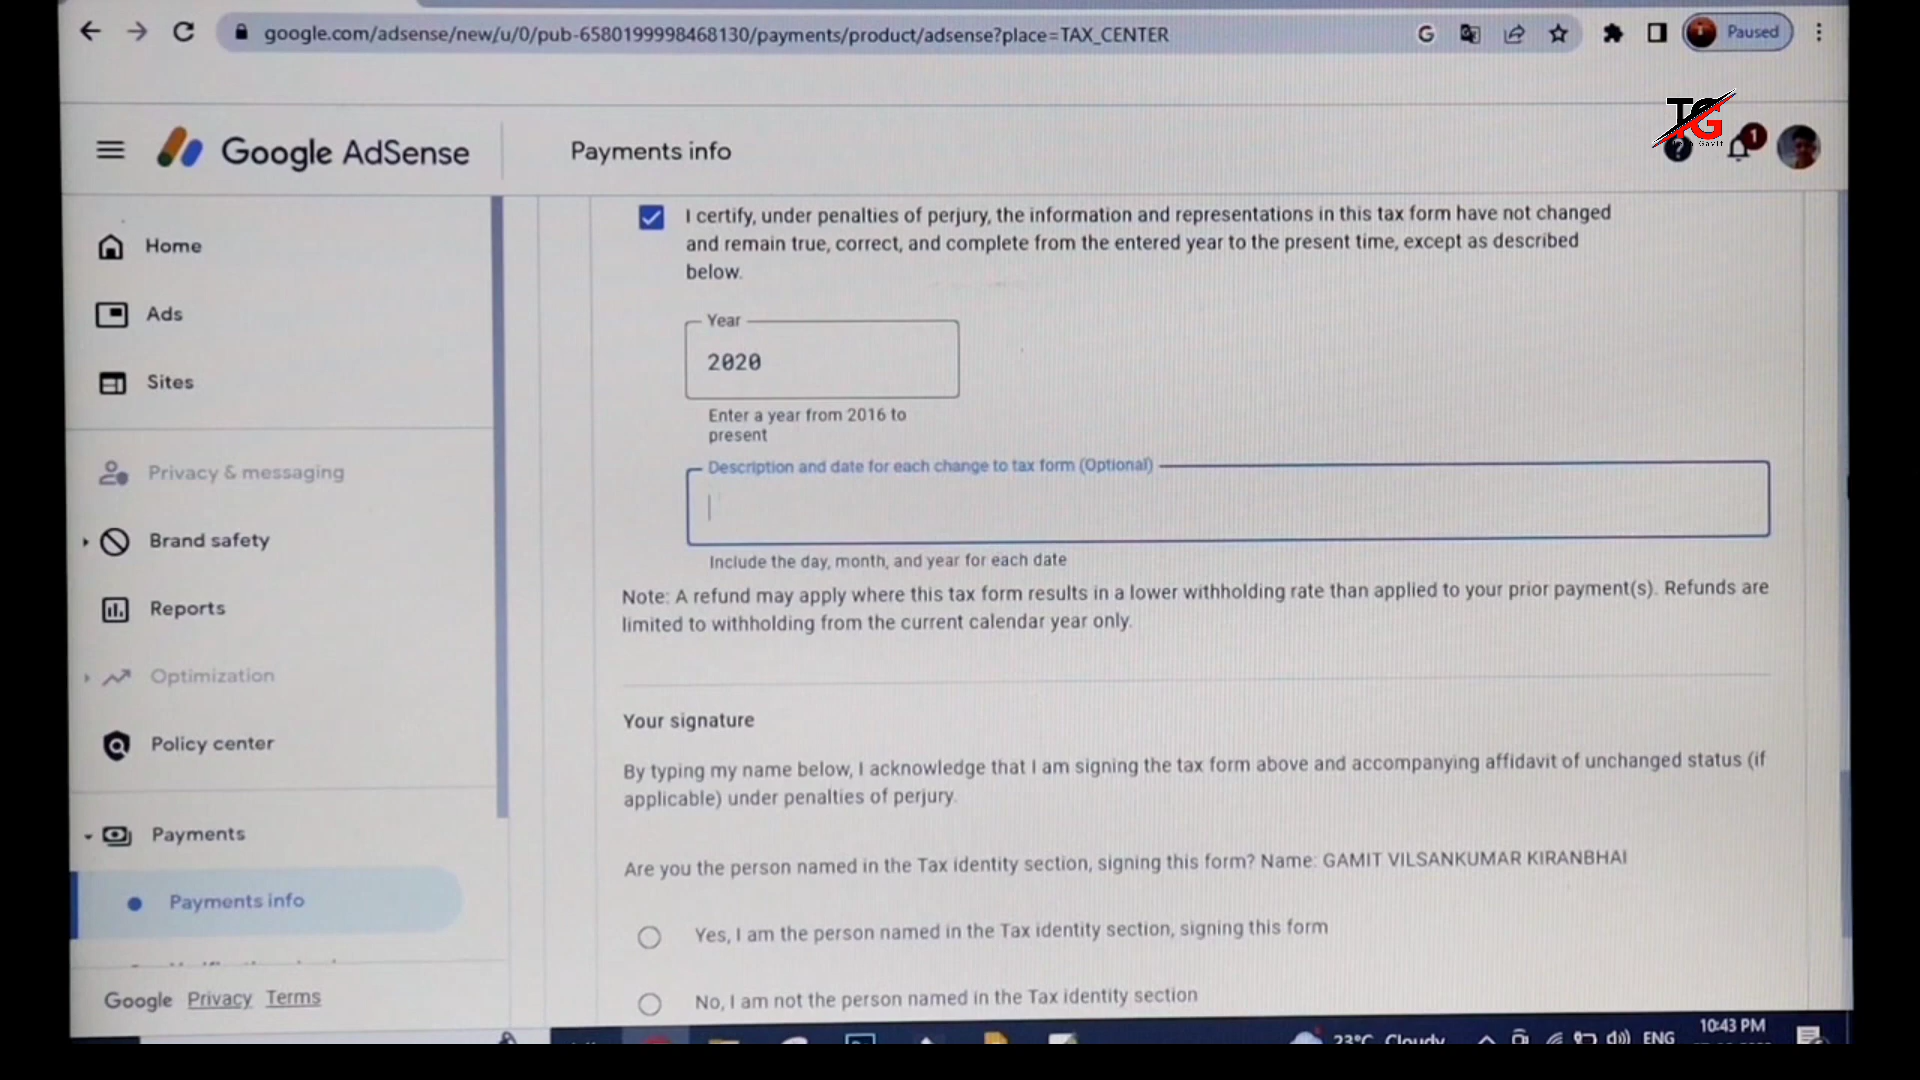 google.com/adsense/new/u/0/pub-6580199998468130/payments/product/adsense?place=TAX_CENTER
G
Paused
Google AdSense
Payments info
TG
Gavit
1
Home
Ads
Sites
Privacy & messaging
Brand safety
Reports
Optimization
Policy center
Payments
Payments info
Google Privacy Terms
I certify, under penalties of perjury, the information and representations in this tax form have not changed
and remain true, correct, and complete from the entered year to the present time, except as described
below.
Year
2020
Enter a year from 2016 to
present
Description and date for each change to tax form (Optional)
Include the day, month, and year for each date
Note: A refund may apply where this tax form results in a lower withholding rate than applied to your prior payment(s). Refunds are
limited to withholding from the current calendar year only.
Your signature
By typing my name below, I acknowledge that I am signing the tax form above and accompanying affidavit of unchanged status (if
applicable) under penalties of perjury.
Are you the person named in the Tax identity section, signing this form? Name: GAMIT VILSANKUMAR KIRANBHAI
Yes, I am the person named in the Tax identity section, signing this form
No, I am not the person named in the Tax identity section
23°C Cloudy
ENG
10:43 PM